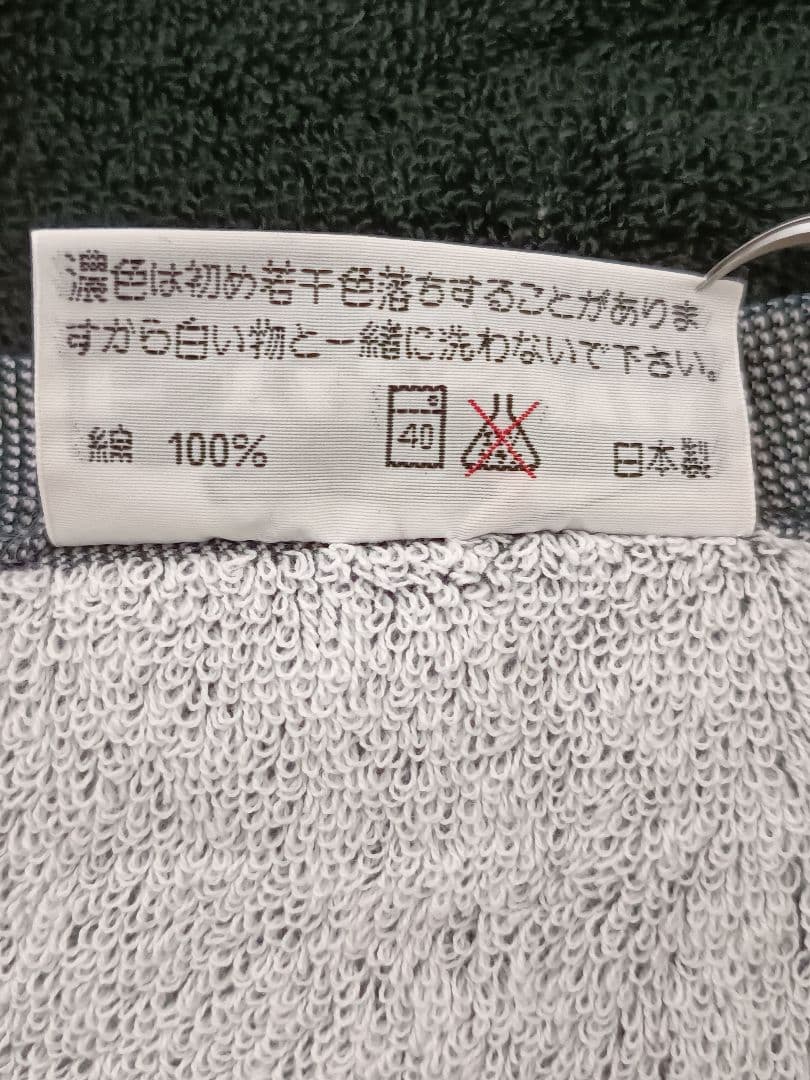 濃色は初め若干色落ちすることがありま
すから白い物と一緒に洗わないで下さい。
綿 100% 40 日本製